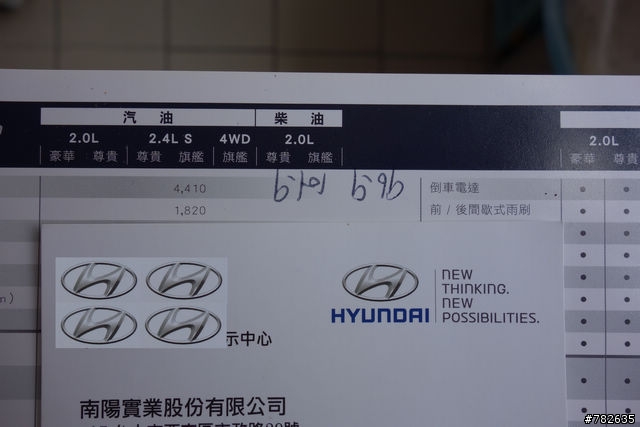 汽 油 柴 油
2.0L 2.4L S 4WD 2.0L 2.0L
豪華 尊貴 尊貴 旗艦 旗艦 尊貴 旗艦 豪華 尊貴
4,410 倒車雷達
1,820 前 / 後間歇式雨刷
NEW
THINKING.
NEW
POSSIBILITIES.
HYUNDAI
示中心
南陽實業股份有限公司
#782635